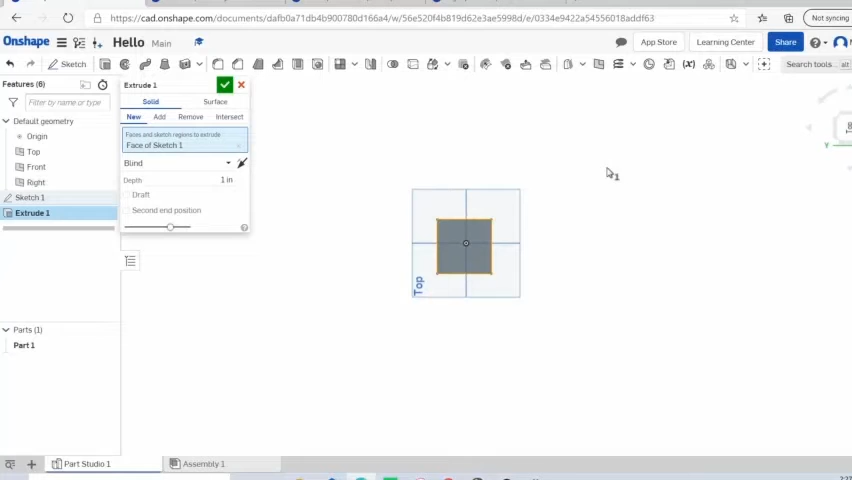 https://cad.onshape.com/documents/dafb0a71db4b900780d166a4/w/56e520f4b819d62e3ae5998d/e/0334e9422a54556018addf63
Not syncing
Onshape
Hello Main
App Store
Learning Center
Share
Sketch
Search tools...
Features (6)
Filter by name or type
Default geometry
Origin
Top
Front
Right
Sketch 1
Extrude 1
Extrude 1
Solid Surface
New Add Remove Intersect
Faces and sketch regions to extrude
Face of Sketch 1
Blind
Depth 1 in
Draft
Second end position
Top
Y
Parts (1)
Part 1
Part Studio 1
Assembly 1